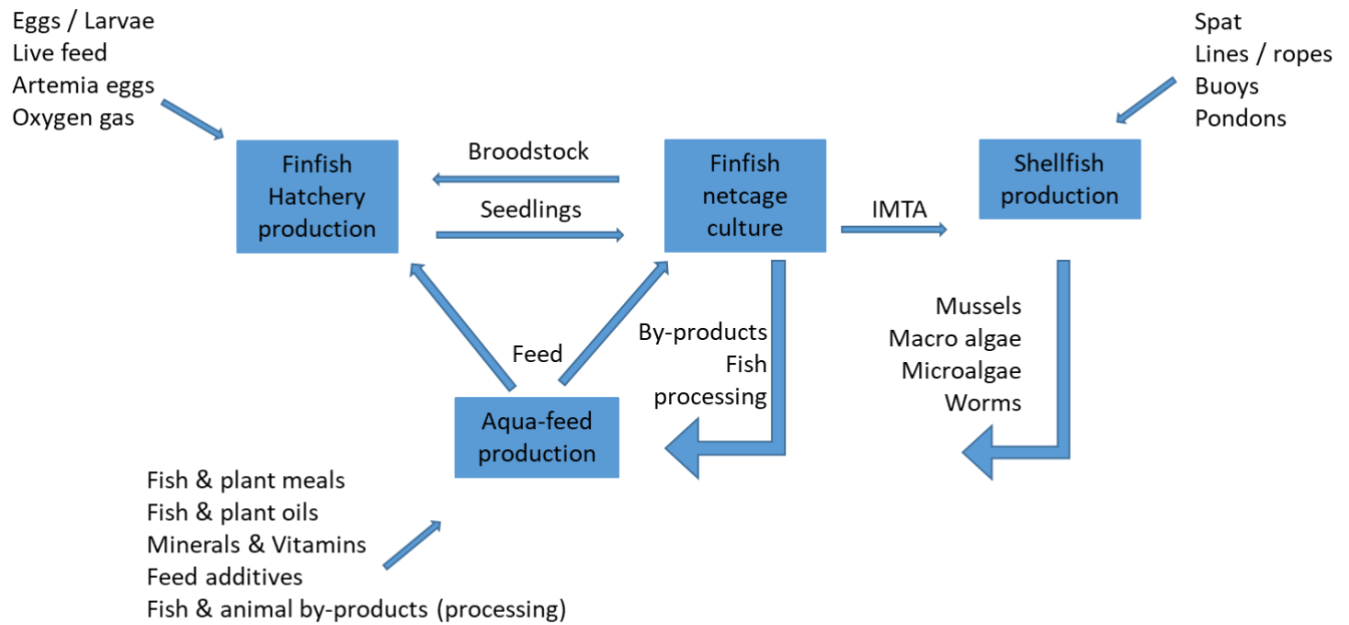 Eggs / Larvae
Live feed
Artemia eggs
Oxygen gas
Spat
Lines / ropes
Buoys
Pondons
Finfish
Hatchery
production
Broodstock
Seedlings
Finfish
netcage
culture
IMTA
Shellfish
production
Feed
By-products
Fish
processing
Mussels
Macro algae
Microalgae
Worms
Aqua-feed
production
Fish & plant meals
Fish & plant oils
Minerals & Vitamins
Feed additives
Fish & animal by-products (processing)